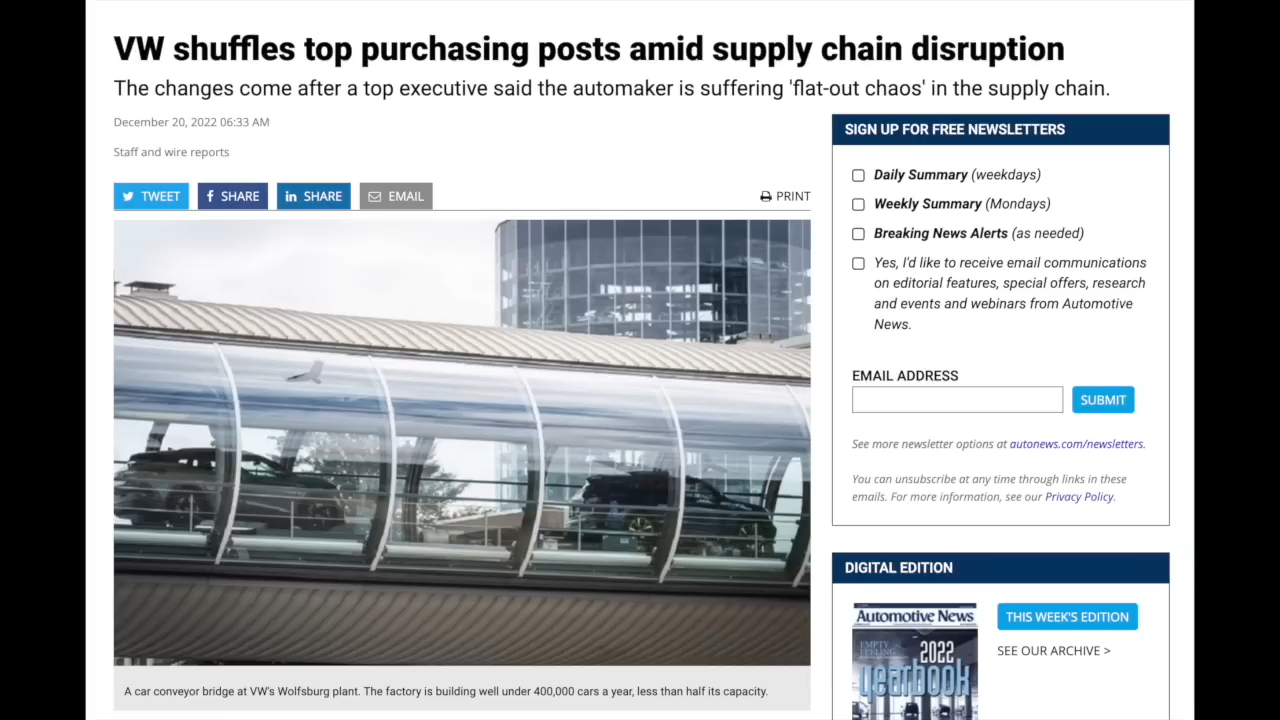 VW shuffles top purchasing posts amid supply chain disruption
The changes come after a top executive said the automaker is suffering 'flat-out chaos' in the supply chain.
December 20, 2022 06:33 AM
Staff and wire reports
TWEET
SHARE
SHARE
EMAIL
PRINT
A car conveyor bridge at VW's Wolfsburg plant. The factory is building well under 400,000 cars a year, less than half its capacity.
SIGN UP FOR FREE NEWSLETTERS
Daily Summary (weekdays)
Weekly Summary (Mondays)
Breaking News Alerts (as needed)
Yes, I'd like to receive email communications
on editorial features, special offers, research
and events and webinars from Automotive
News.
EMAIL ADDRESS
SUBMIT
See more newsletter options at autonews.com/newsletters.
You can unsubscribe at any time through links in these
emails. For more information, see our Privacy Policy.
DIGITAL EDITION
Automotive News
EMPTY
FEELING
2022
yearbook
THIS WEEK'S EDITION
SEE OUR ARCHIVE >